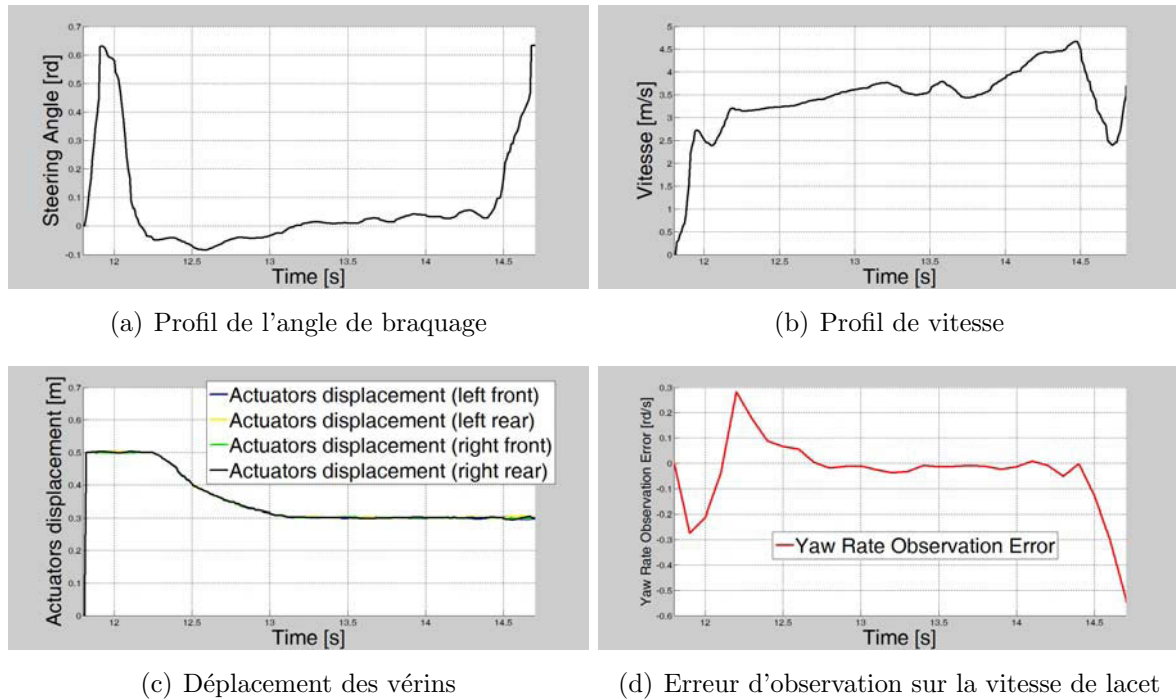 0.7
0.6
0.5
0.4
0.3
0.2
0.1
0
-0.1
Steering Angle [rd]
12 12.5 13 13.5 14 14.5
Time [s]
(a) Profil de l'angle de braquage
5
4.5
4
3.5
3
2.5
2
1.5
1
0.5
0
Vitesse [m/s]
12 12.5 13 13.5 14 14.5
Time [s]
(b) Profil de vitesse
0.7
0.6
0.5
0.4
0.3
0.2
0.1
0
Actuators displacement [m]
Actuators displacement (left front)
Actuators displacement (left rear)
Actuators displacement (right front)
Actuators displacement (right rear)
12 12.5 13 13.5 14 14.5
Time [s]
(c) Déplacement des vérins
0.3
0.2
0.1
0
-0.1
-0.2
-0.3
-0.4
-0.5
-0.6
Yaw Rate Observation Error [rd/s]
Yaw Rate Observation Error
12 12.5 13 13.5 14 14.5
Time [s]
(d) Erreur d'observation sur la vitesse de lacet